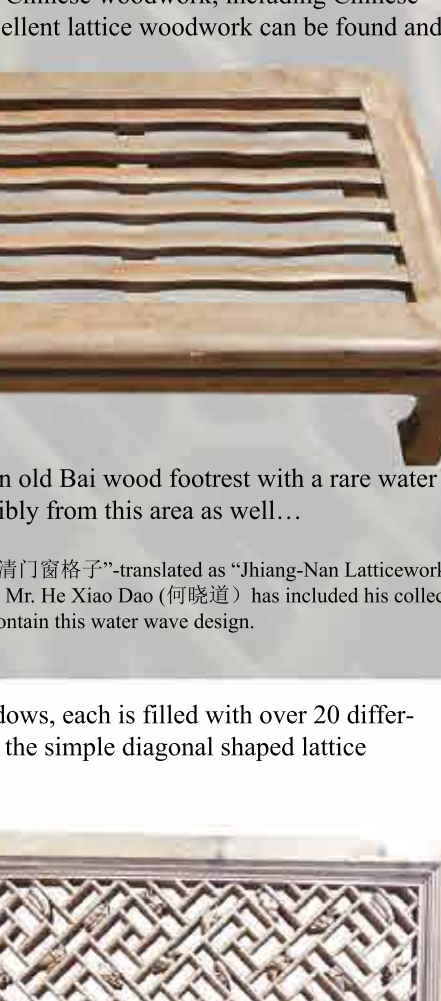 Chinese woodwork, including Chinese
ellent lattice woodwork can be found and
n old Bai wood footrest with a rare water
ibly from this area as well…
清门窗格子”-translated as “Jhiang-Nan Latticework
Mr. He Xiao Dao (何晓道）has included his collec
ontain this water wave design.
dows, each is filled with over 20 differ-
the simple diagonal shaped lattice